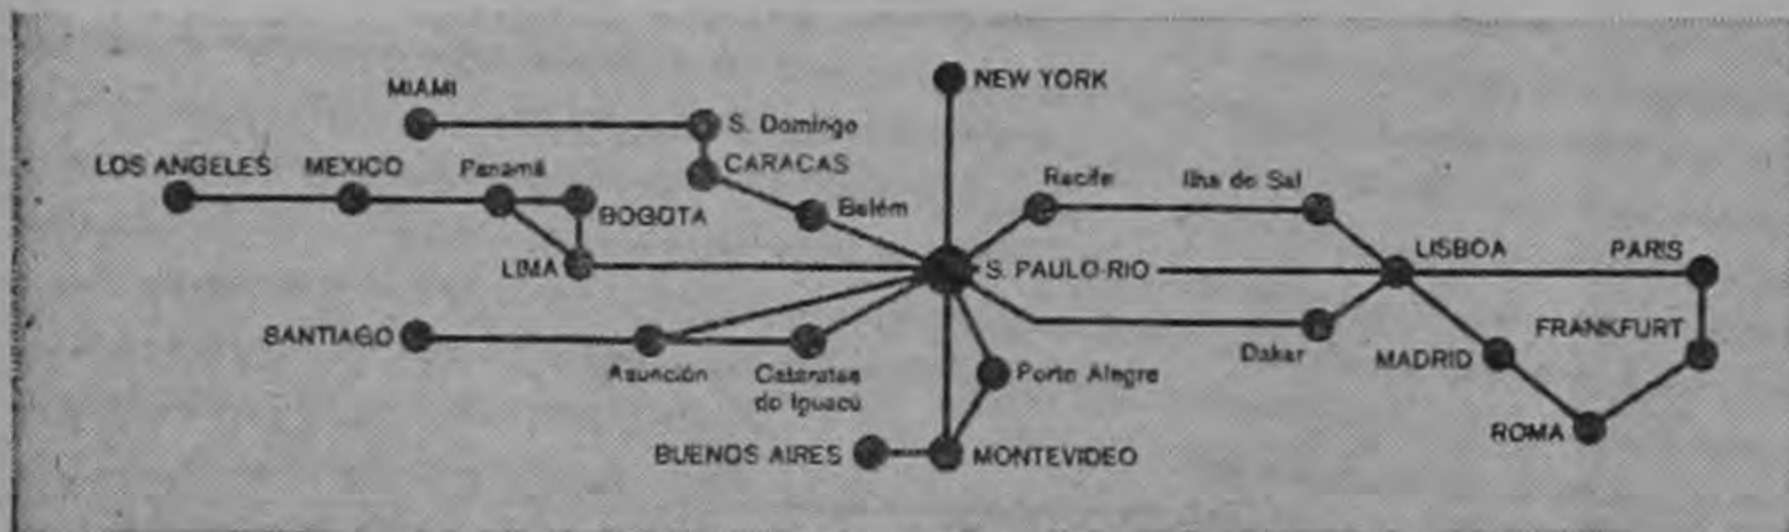 MIAMI
NEW YORK
S. Domingo
LOS ANGELES
MEXICO
Panamá
CARACAS
BOGOTA
Belém
Recife
Ilha do Sal
LIMA
S. PAULO-RIO
LISBOA
PARIS
SANTIAGO
Asunción
Cataratas
do Iguaçú
Porto Alegre
Dakar
MADRID
FRANKFURT
BUENOS AIRES
MONTEVIDEO
ROMA